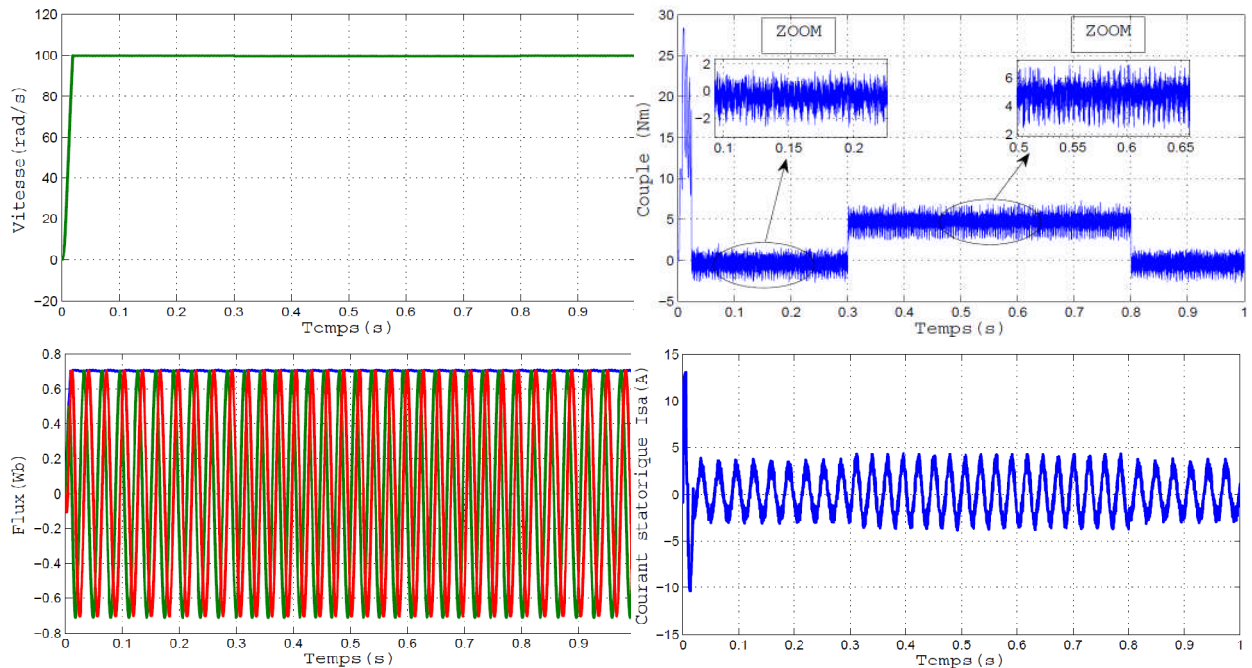 120
100
80
60
40
20
0
−20
Vitesse(rad/s)
0 0.1 0.2 0.3 0.4 0.5 0.6 0.7 0.8 0.9
Tcmps(s)
30
25
20
15
10
5
0
−5
Couple (Nm)
ZOOM
ZOOM
2
0
−2
0.1 0.15 0.2
6
4
2
0.5 0.55 0.6 0.65
0 0.1 0.2 0.3 0.4 0.5 0.6 0.7 0.8 0.9 1
Temps(s)
0.8
0.6
0.4
0.2
0
−0.2
−0.4
−0.6
−0.8
Flux(Wb)
0 0.1 0.2 0.3 0.4 0.5 0.6 0.7 0.8 0.9
Temps(s)
15
10
5
0
−5
−10
−15
Courant statorique Isa(A)
0 0.1 0.2 0.3 0.4 0.5 0.6 0.7 0.8 0.9 1
Tcmps(s)